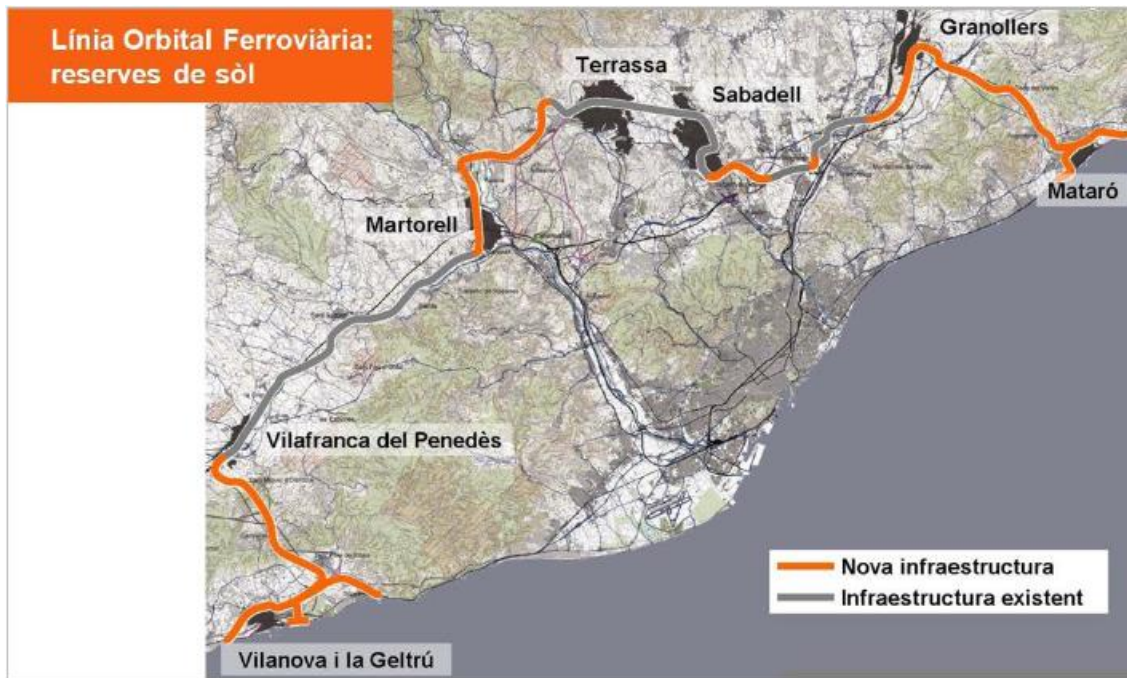 Línia Orbital Ferroviària:
reserves de sòl
Granollers
Terrassa
Sabadell
Mataró
Martorell
Vilafranca del Penedès
Nova infraestructura
Infraestructura existent
Vilanova i la Geltrú